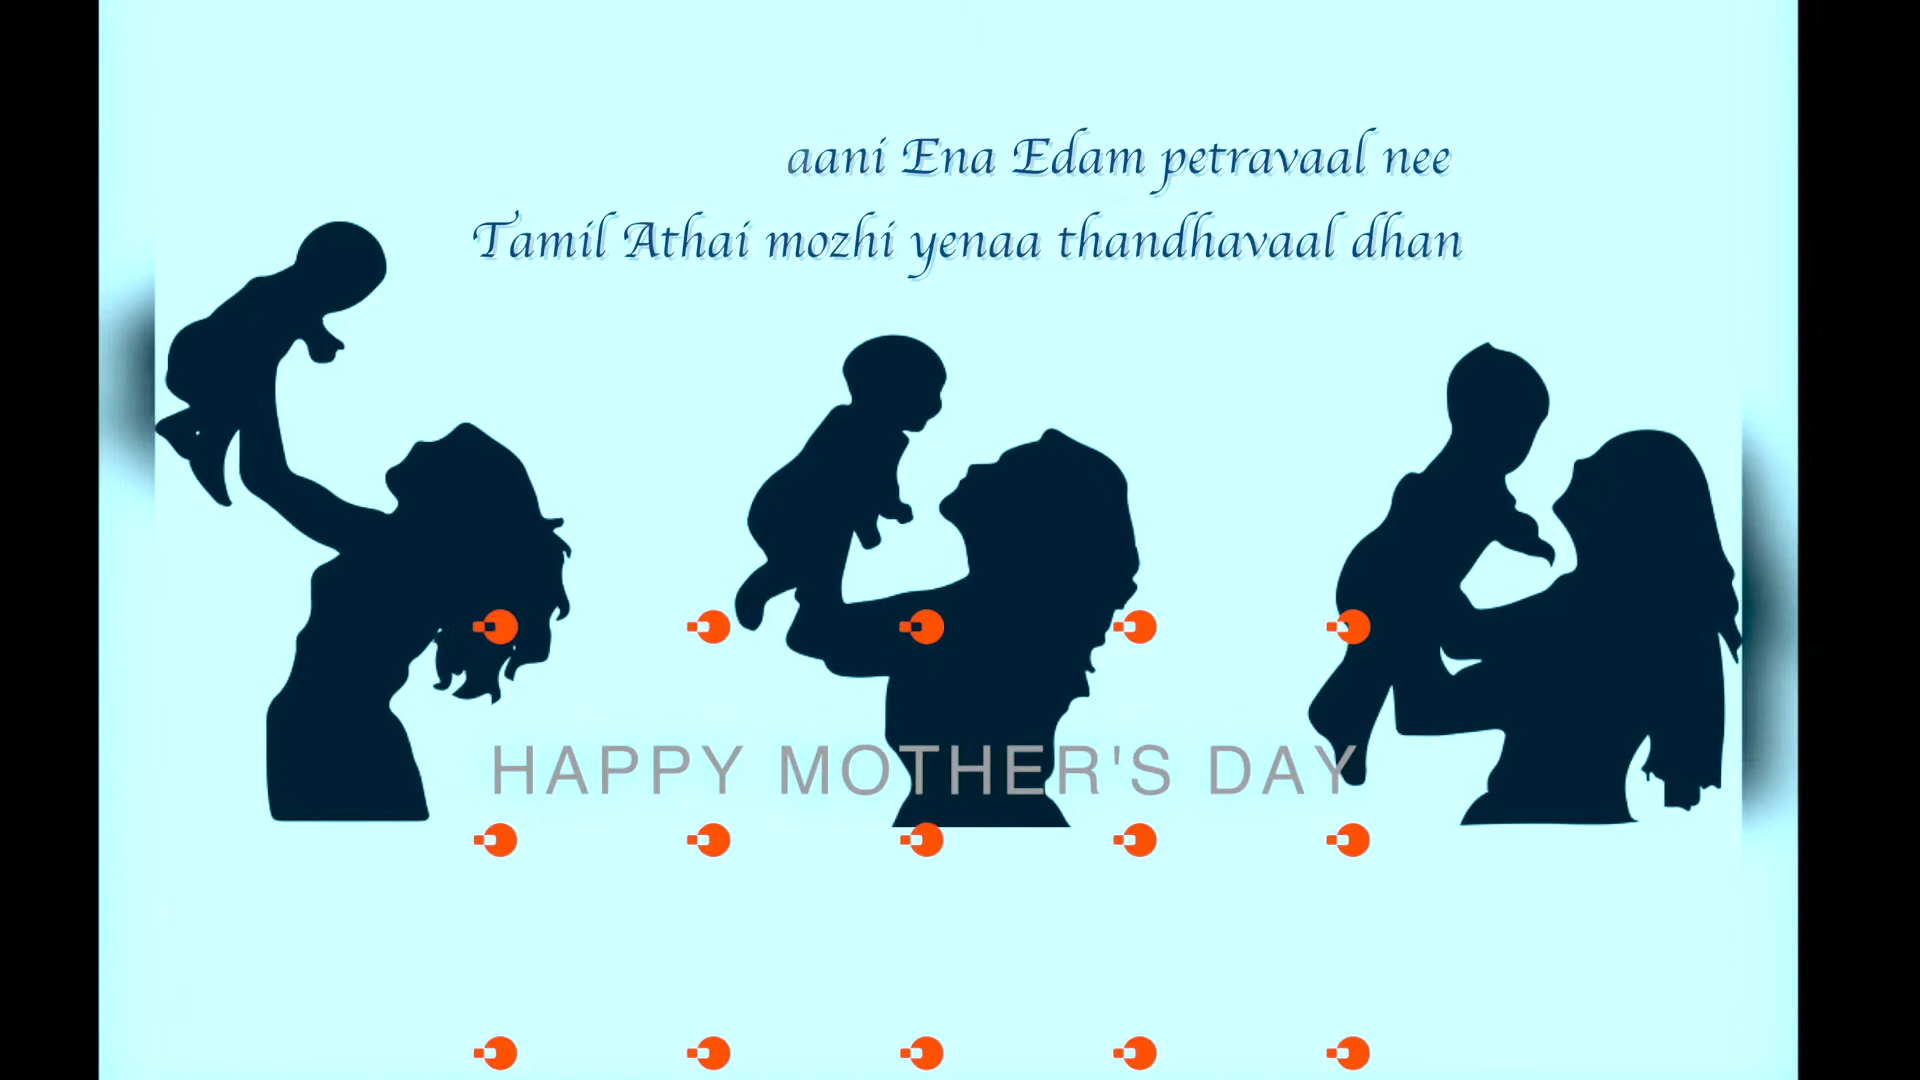 aani Ena Edam petravaal nee
Tamil Athai mozhi yenaa thandhavaal dhan
HAPPY MOTHER'S DAY